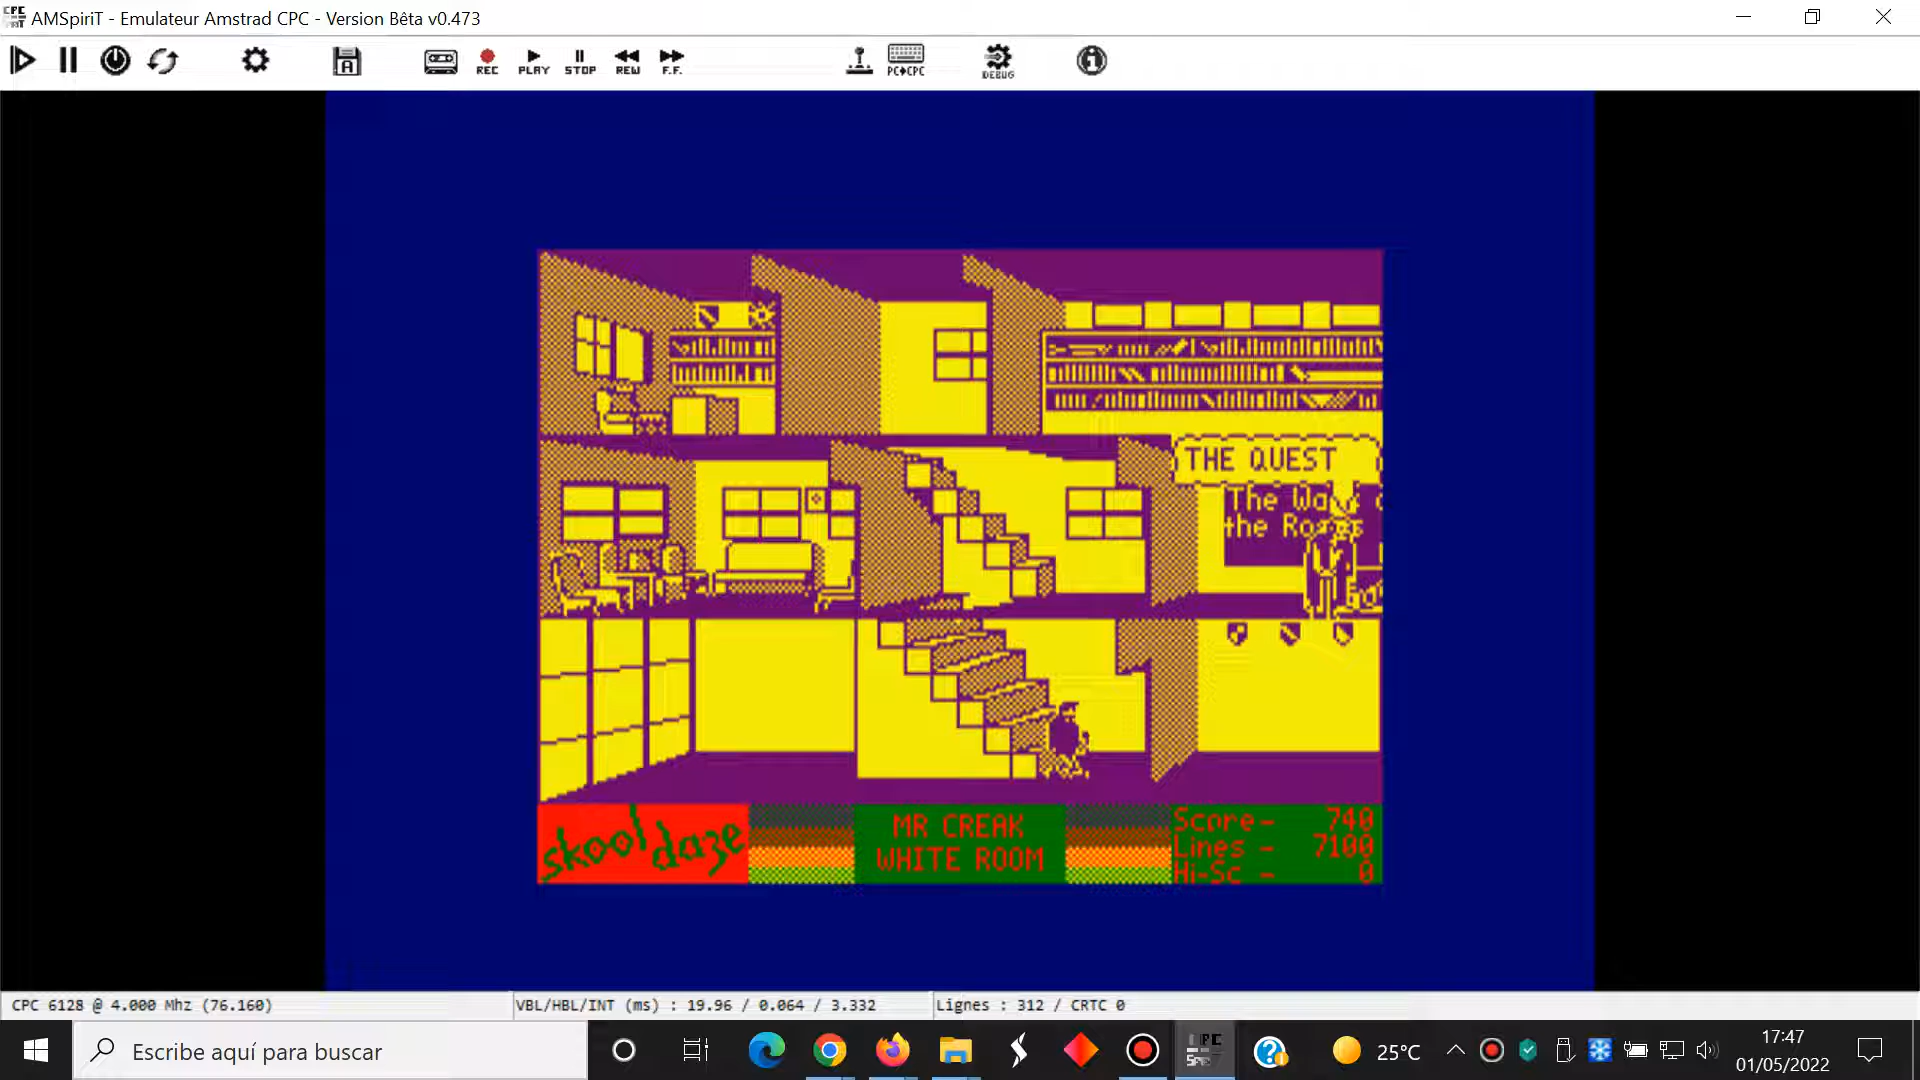 AMSpiriT - Emulateur Amstrad CPC - Version Bêta v0.473
REC PLAY STOP REW F.F. PC▸CPC DEBUG
THE QUEST
The Wa
the Roses
skool daze
MR CREAK
WHITE ROOM
Score- 740
Lines - 7100
Hi-Sc - 0
CPC 6128 @ 4.000 Mhz (76.160)
VBL/HBL/INT (ms) : 19.96 / 0.064 / 3.332
Lignes : 312 / CRTC 0
Escribe aquí para buscar
25°C
17:47
01/05/2022